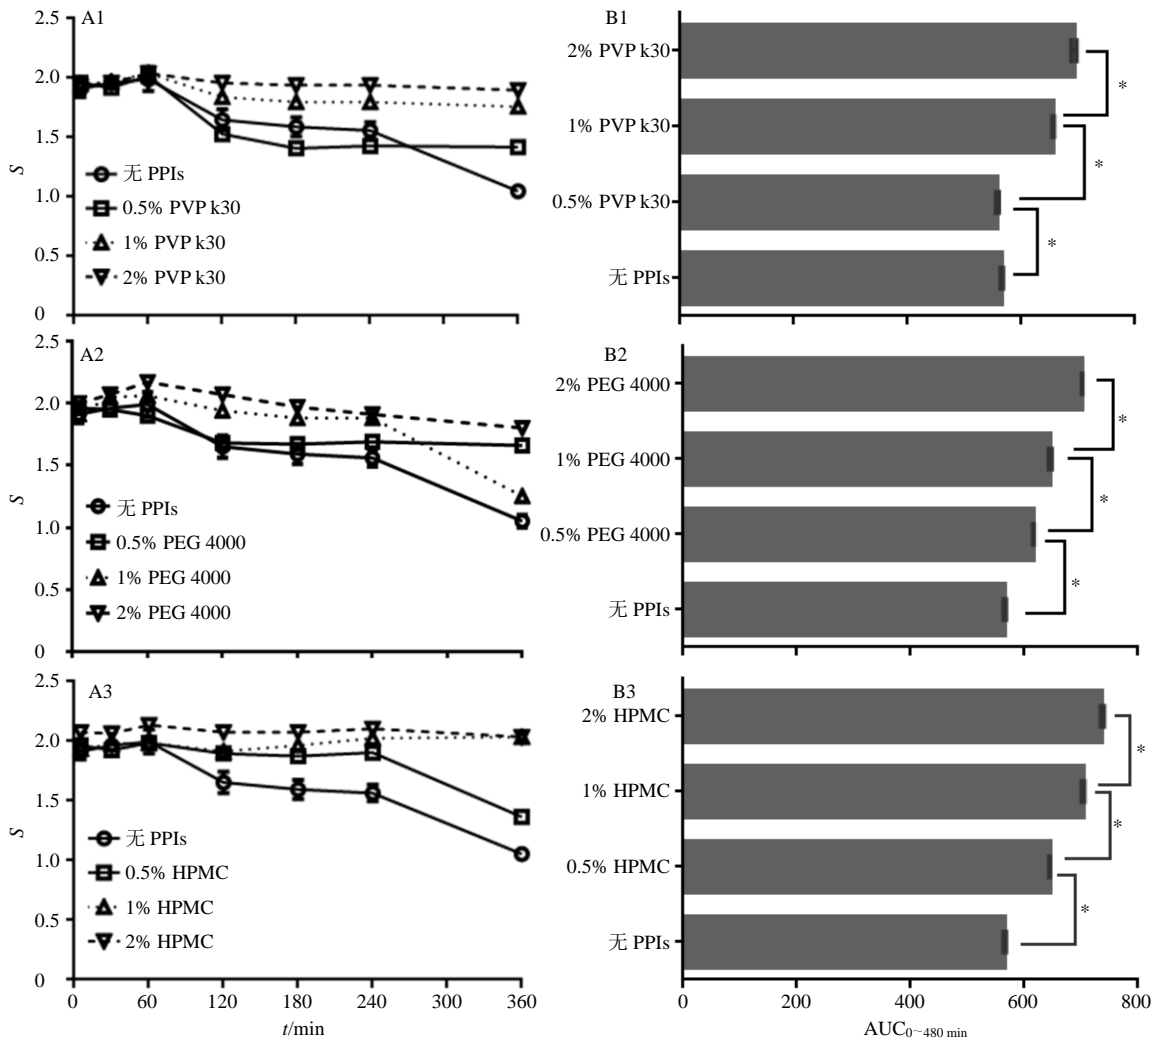 A1
2.5
2.0
1.5
1.0
0.5
0
S
无 PPIs
0.5% PVP k30
1% PVP k30
2% PVP k30
B1
2% PVP k30
1% PVP k30
0.5% PVP k30
无 PPIs
*
*
*
A2
2.5
2.0
1.5
1.0
0.5
0
S
无 PPIs
0.5% PEG 4000
1% PEG 4000
2% PEG 4000
B2
2% PEG 4000
1% PEG 4000
0.5% PEG 4000
无 PPIs
*
*
*
A3
2.5
2.0
1.5
1.0
0.5
0
S
无 PPIs
0.5% HPMC
1% HPMC
2% HPMC
0 60 120 180 240 300 360
t/min
B3
2% HPMC
1% HPMC
0.5% HPMC
无 PPIs
*
*
*
0 200 400 600 800
AUC0~480 min